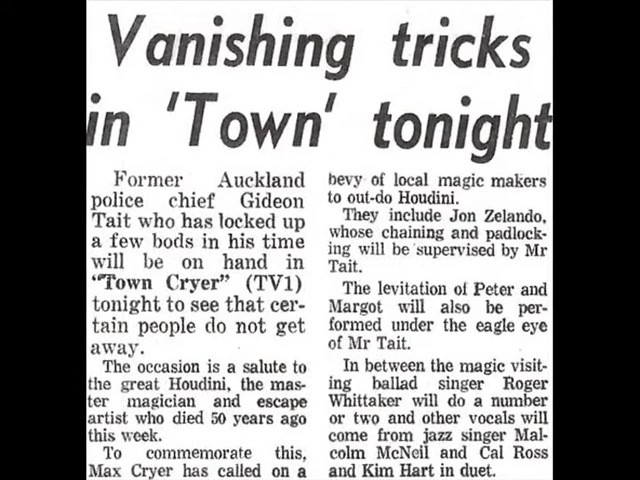 Vanishing tricks
in 'Town' tonight
Former Auckland
police chief Gideon
Tait who has locked up
a few bods in his time
will be on hand in
"Town Cryer" (TV1)
tonight to see that cer-
tain people do not get
away.
The occasion is a salute to
the great Houdini, the mas-
ter magician and escape
artist who died 50 years ago
this week.
To commemorate this,
Max Cryer has called on a
bevy of local magic makers
to out-do Houdini.
They include Jon Zelando,
whose chaining and padlock-
ing will be supervised by Mr
Tait.
The levitation of Peter and
Margot will also be per-
formed under the eagle eye
of Mr Tait.
In between the magic visit-
ing ballad singer Roger
Whittaker will do a number
or two and other vocals will
come from jazz singer Mal-
colm McNeil and Cal Ross
and Kim Hart in duet.